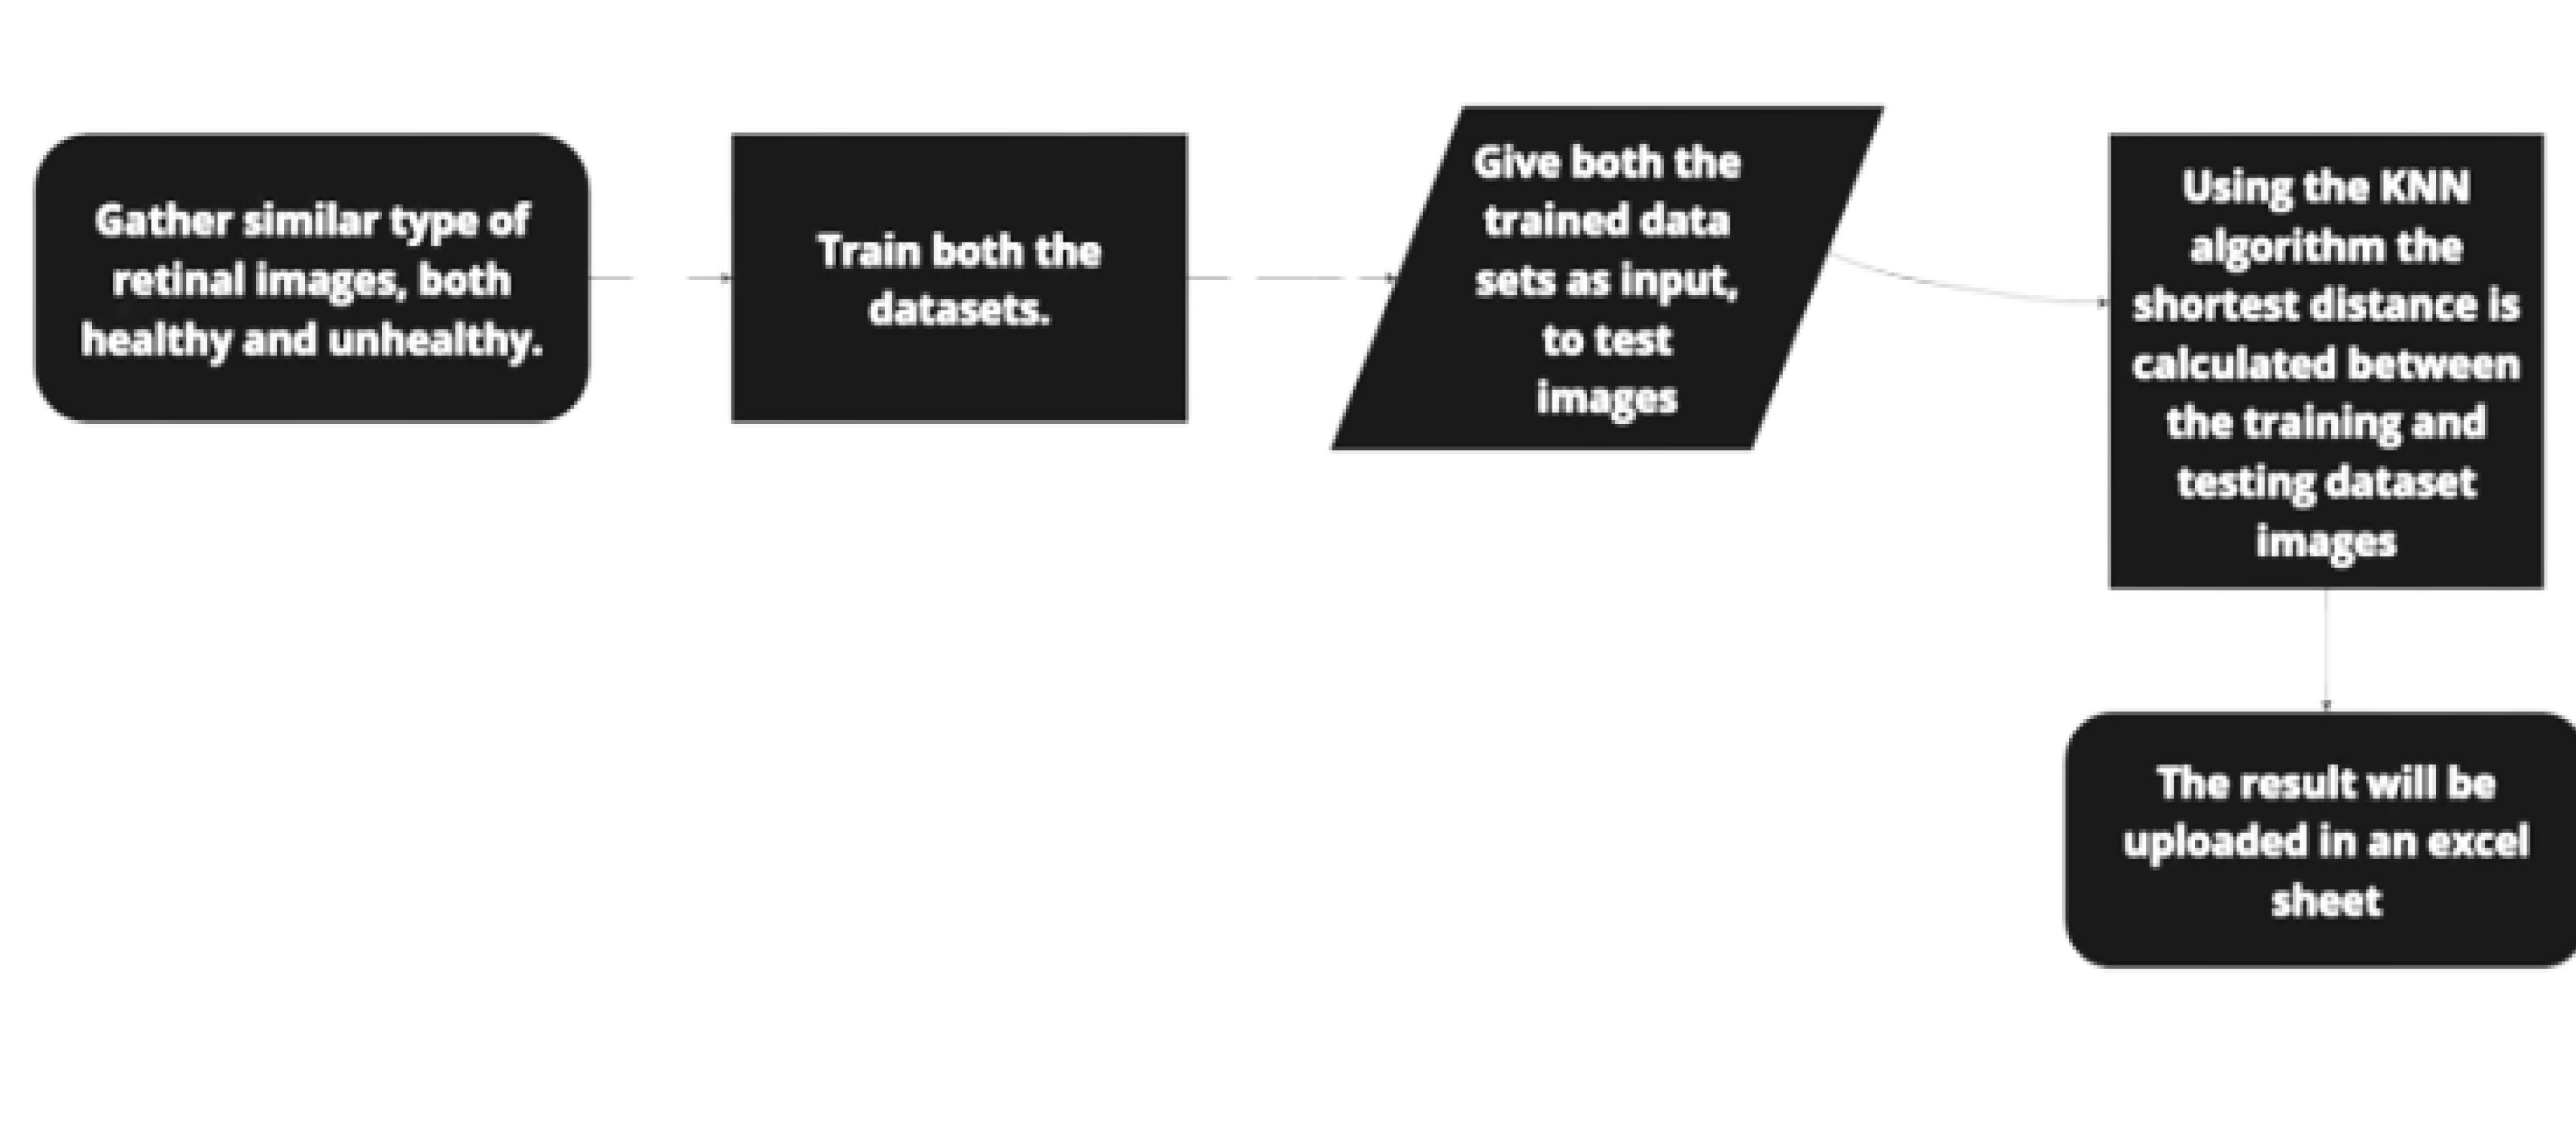 Gather similar type of
retinal images, both
healthy and unhealthy.
Train both the
datasets.
Give both the
trained data
sets as input,
to test
images
Using the KNN
algorithm the
shortest distance is
calculated between
the training and
testing dataset
images
The result will be
uploaded in an excel
sheet